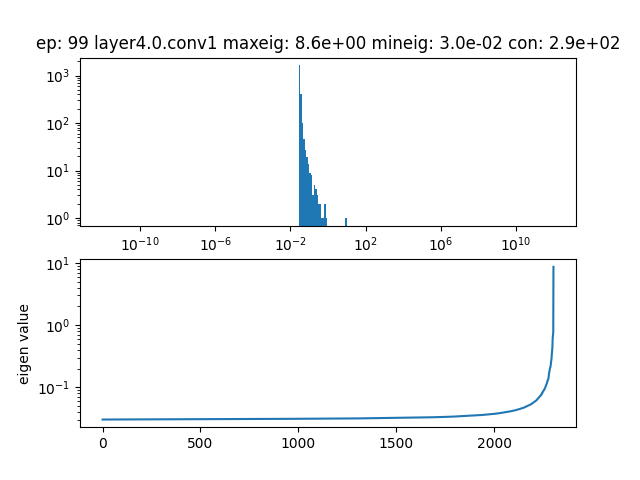 ep: 99 layer4.0.conv1 maxeig: 8.6e+00 mineig: 3.0e-02 con: 2.9e+02
10³
10²
10¹
10⁰
10⁻¹⁰ 10⁻⁶ 10⁻² 10² 10⁶ 10¹⁰
10¹
10⁰
10⁻¹
eigen value
0 500 1000 1500 2000